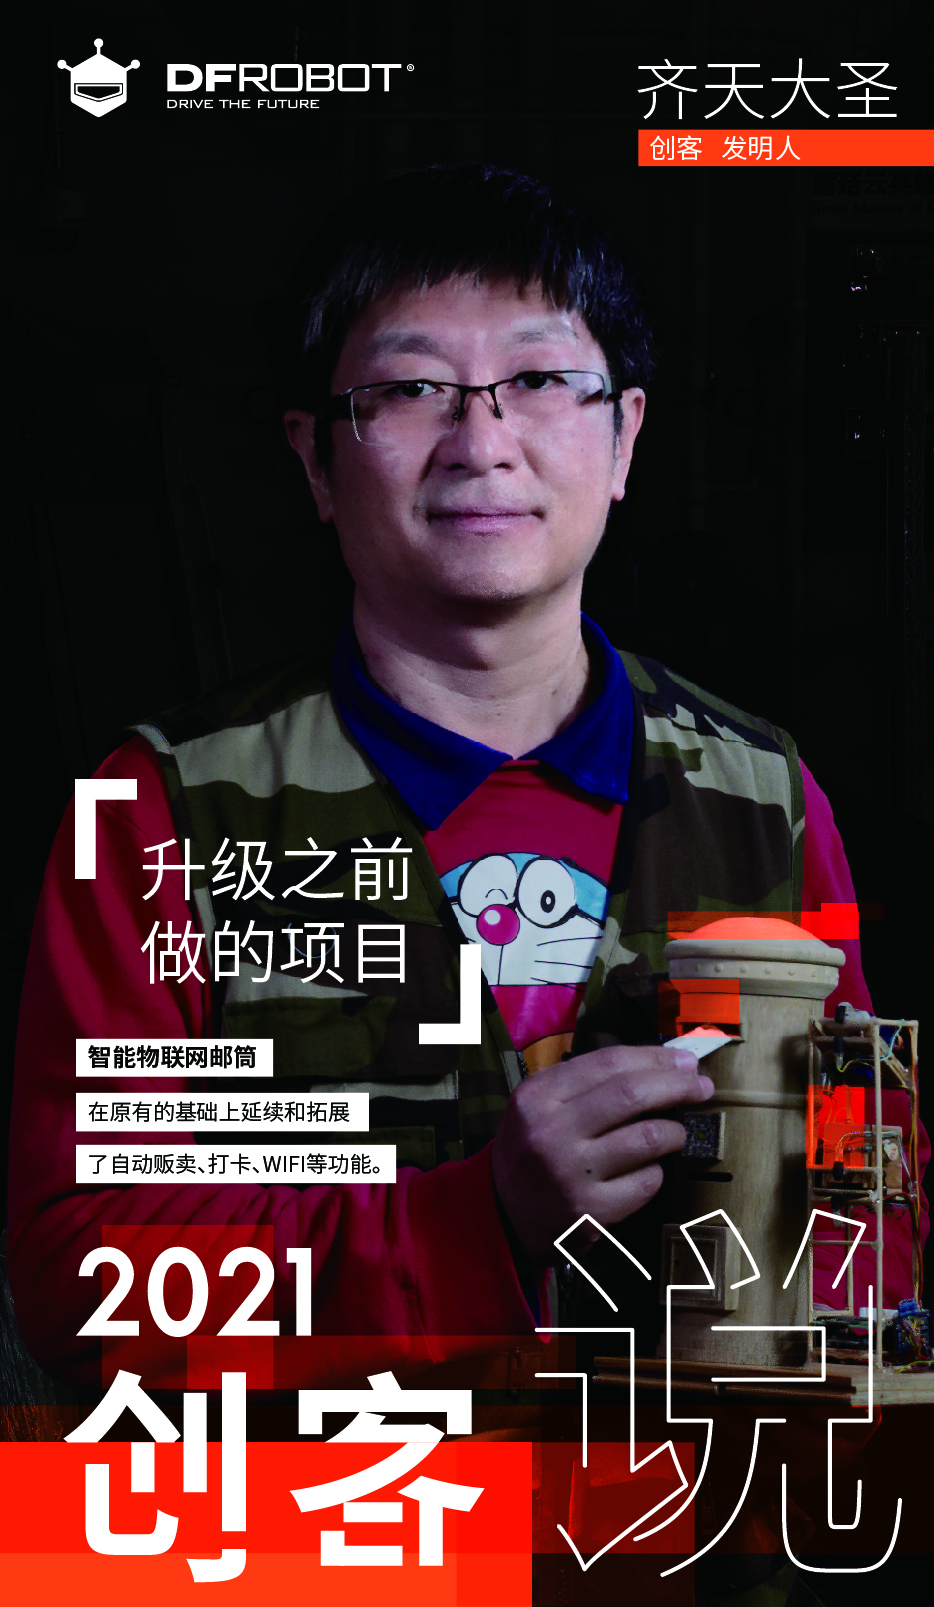 DFROBOT®
DRIVE THE FUTURE
齐天大圣
创客 发明人
「升级之前
做的项目」
智能物联网邮筒
在原有的基础上延续和拓展
了自动贩卖、打卡、WIFI等功能。
2021
创客说